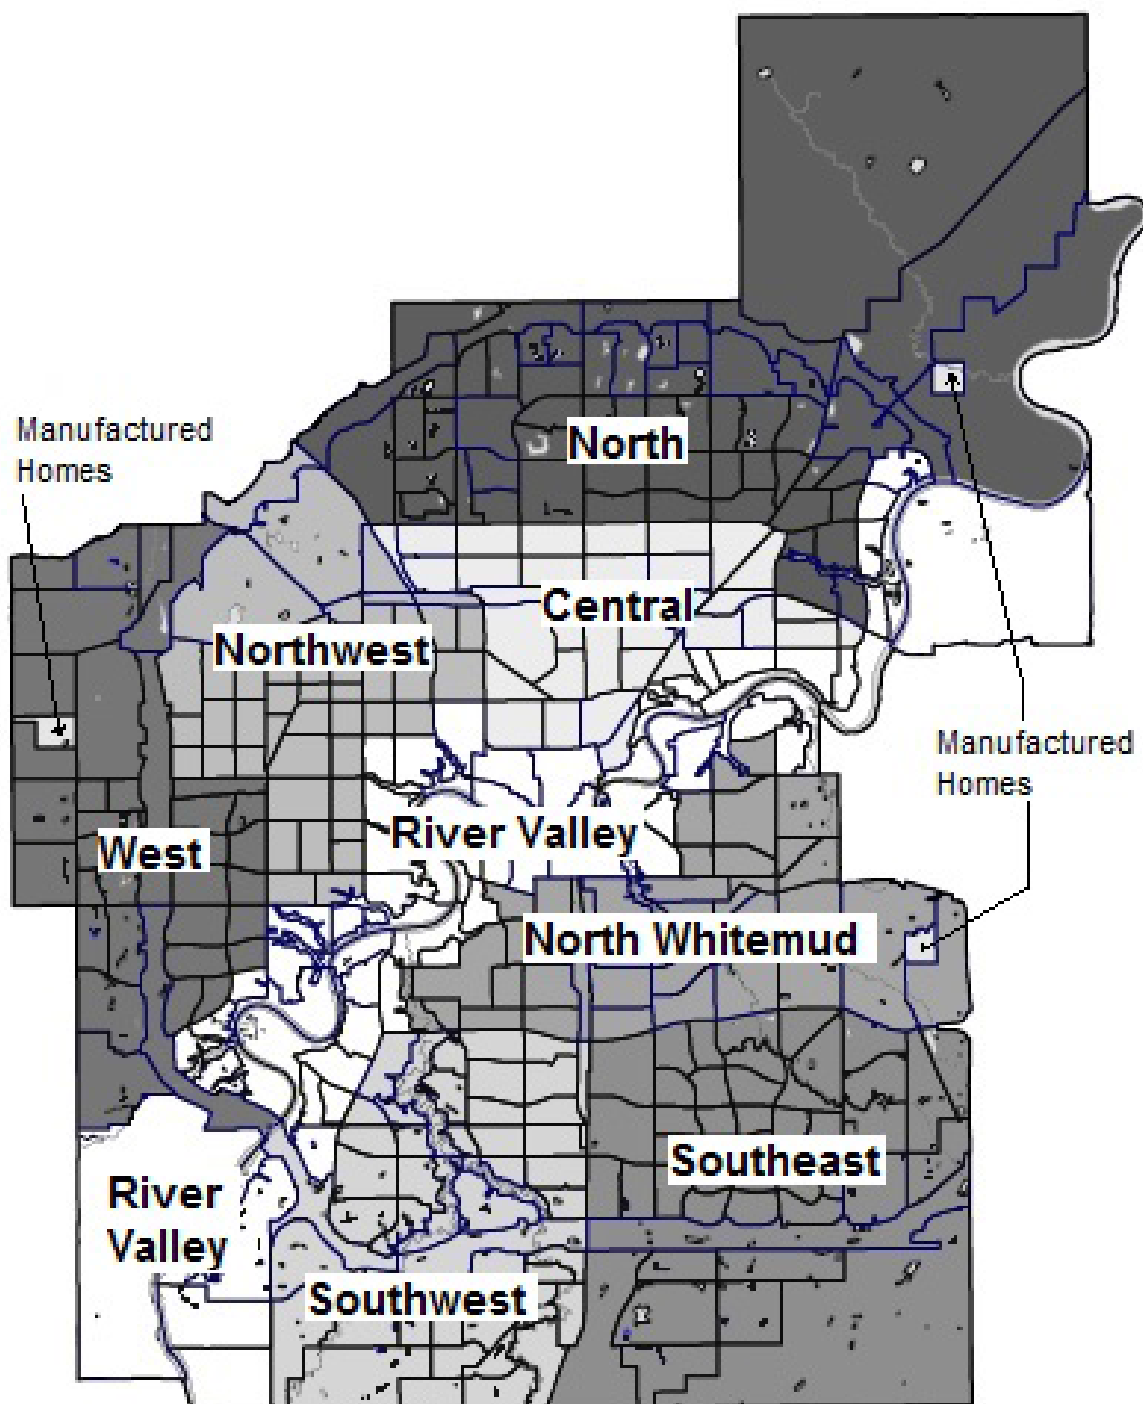 North
Manufactured
Homes
Central
Northwest
Manufactured
Homes
River Valley
West
North Whitemud
Southeast
River
Valley
Southwest